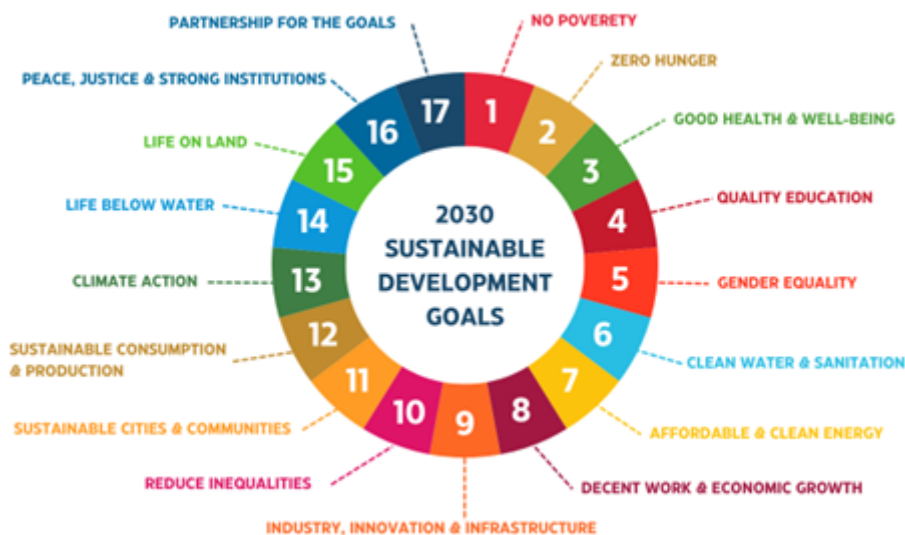 PARTNERSHIP FOR THE GOALS
NO POVERETY
ZERO HUNGER
PEACE, JUSTICE & STRONG INSTITUTIONS
GOOD HEALTH & WELL-BEING
LIFE ON LAND
QUALITY EDUCATION
LIFE BELOW WATER
GENDER EQUALITY
CLIMATE ACTION
CLEAN WATER & SANITATION
SUSTAINABLE CONSUMPTION
& PRODUCTION
AFFORDABLE & CLEAN ENERGY
SUSTAINABLE CITIES & COMMUNITIES
DECENT WORK & ECONOMIC GROWTH
REDUCE INEQUALITIES
INDUSTRY, INNOVATION & INFRASTRUCTURE
1
2
3
4
5
6
7
8
9
10
11
12
13
14
15
16
17
2030
SUSTAINABLE
DEVELOPMENT
GOALS